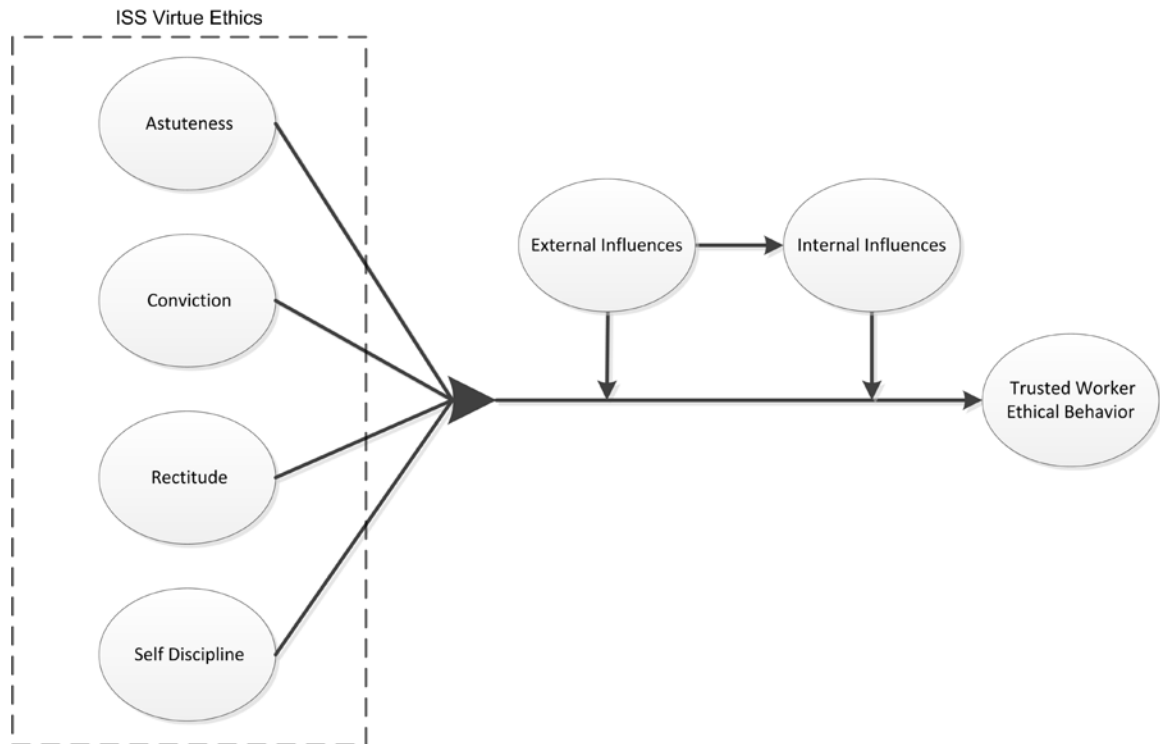 ISS Virtue Ethics
Astuteness
Conviction
Rectitude
Self Discipline
External Influences
Internal Influences
Trusted Worker
Ethical Behavior